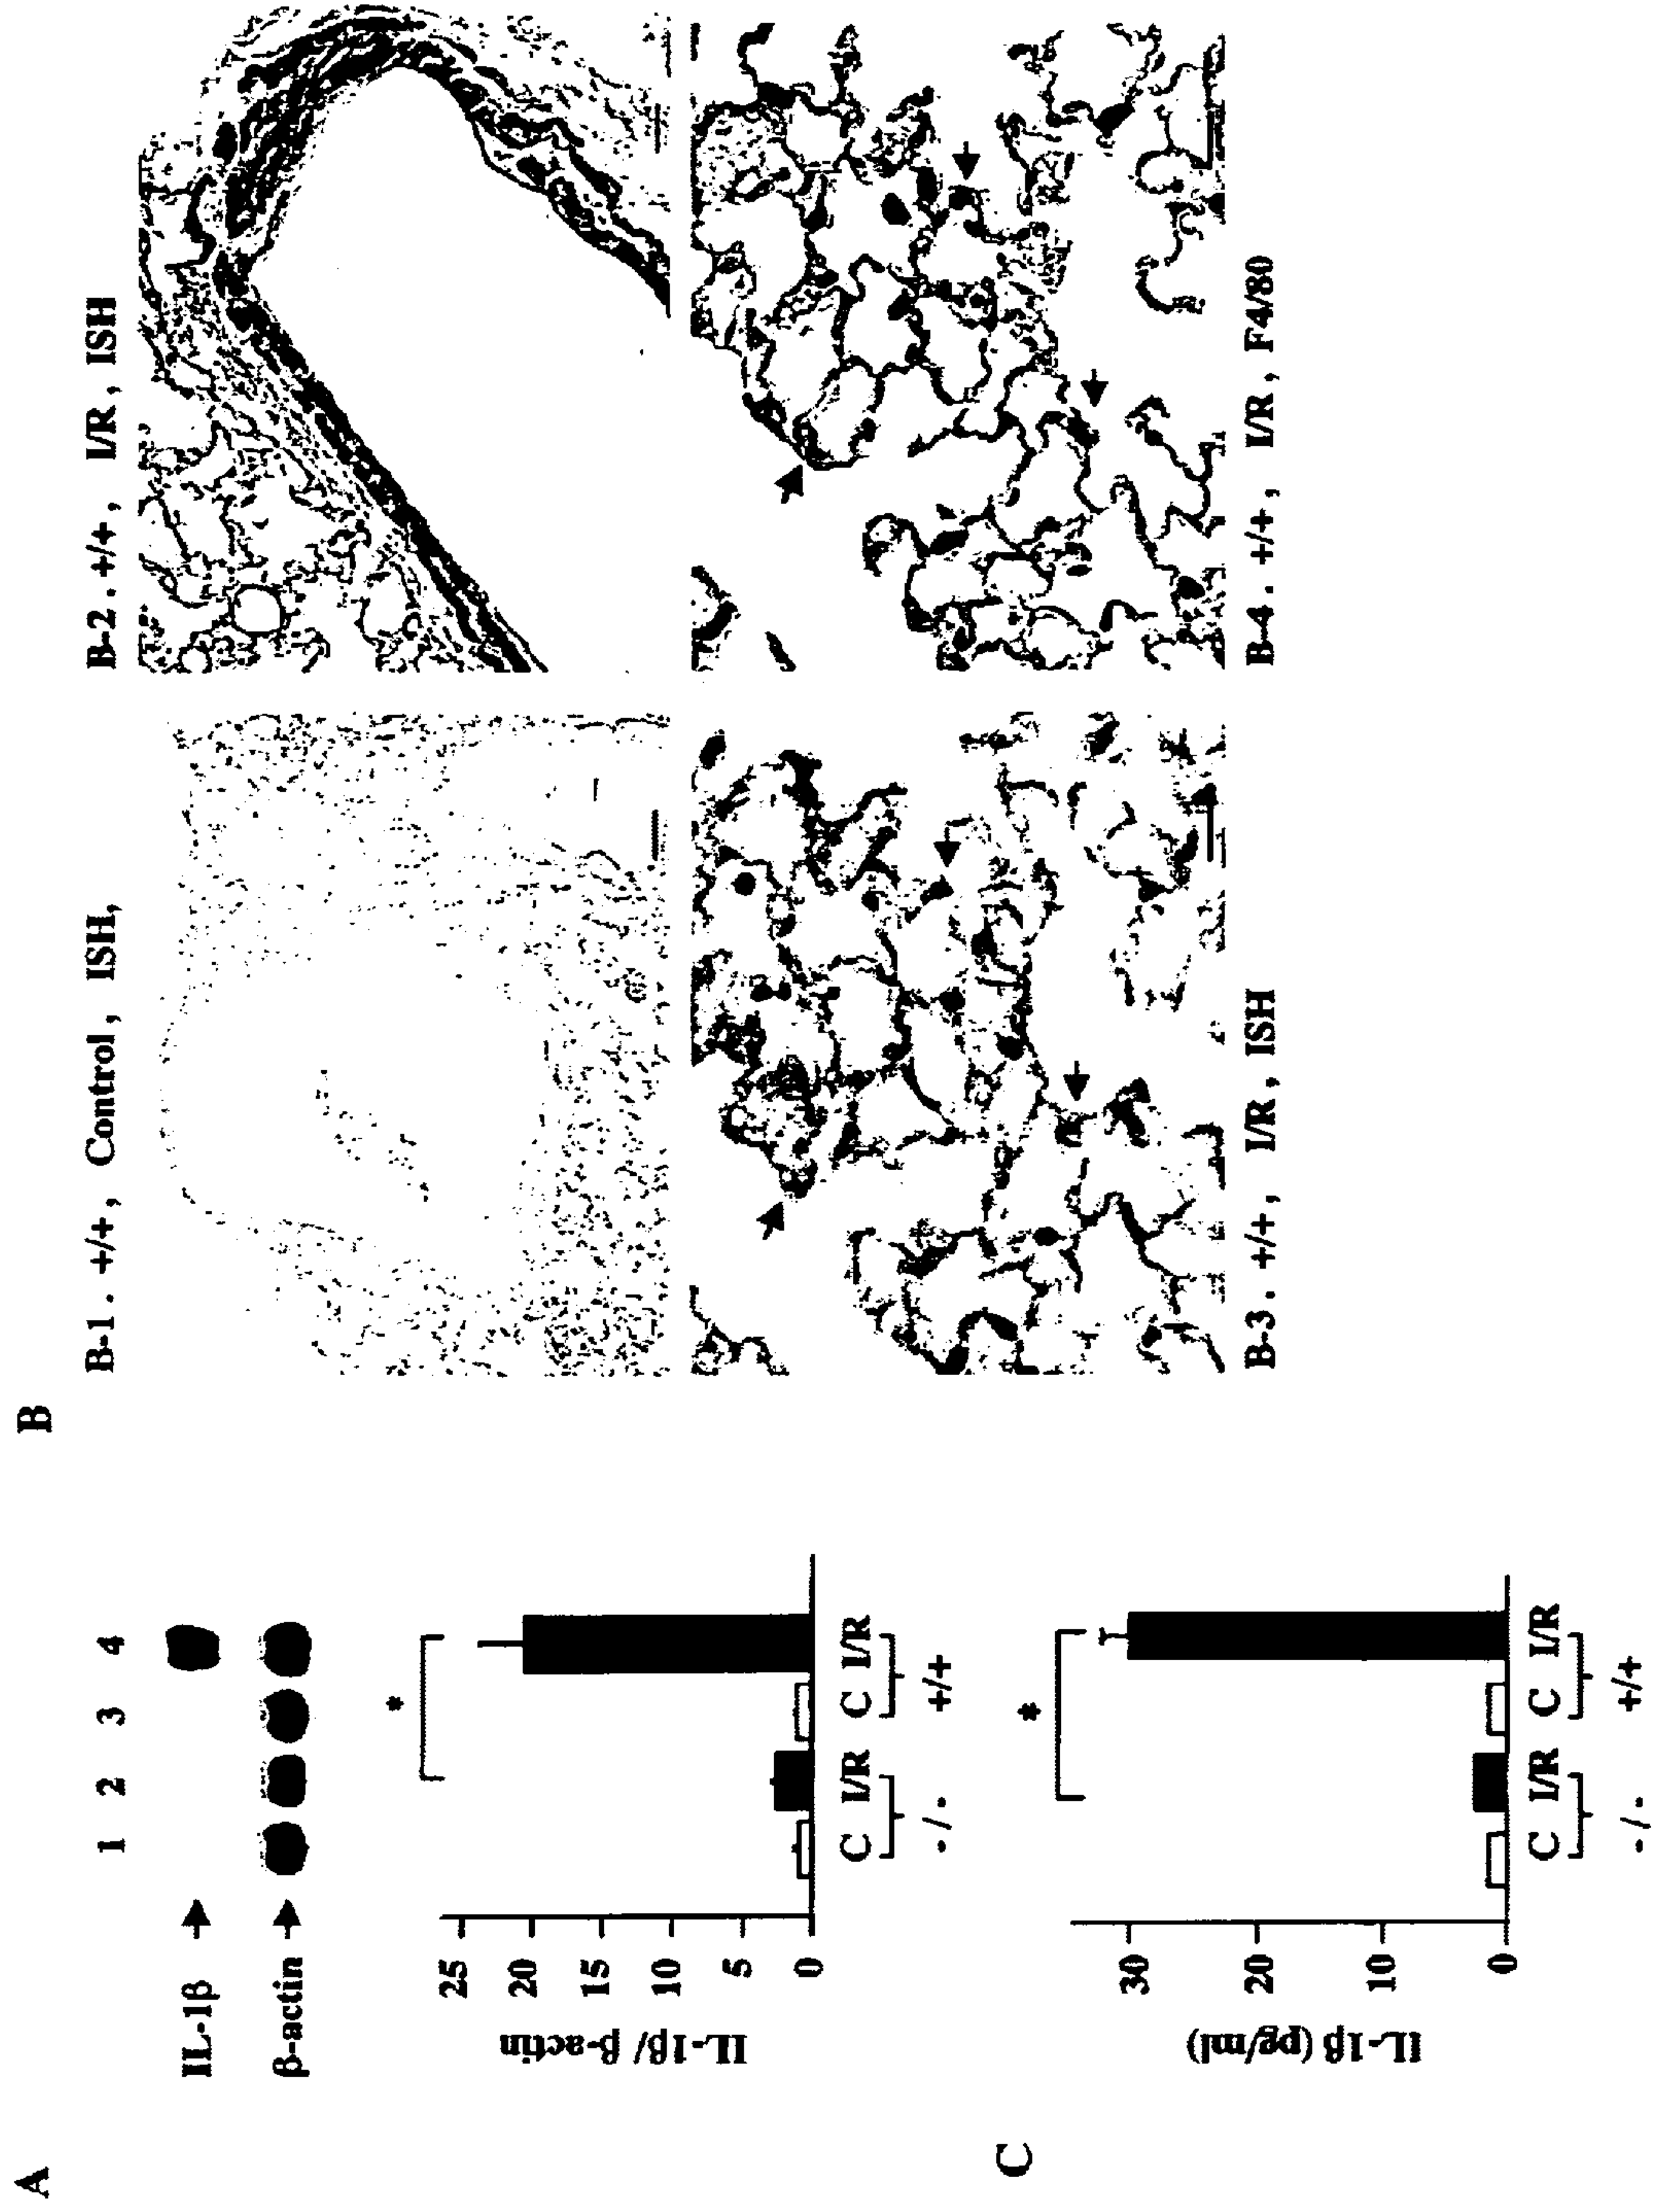 A
1 2 3 4
IL-1β
β-actin
IL-1β/ β-actin
25
20
15
10
5
0
*
C I/R C I/R
-/- +/+
B
B-1. +/+, Control, ISH,
B-2. +/+, I/R, ISH
B-3. +/+, I/R, ISH
B-4. +/+, I/R, F4/80
C
IL-1β (pg/ml)
30
20
10
0
*
C I/R C I/R
-/- +/+